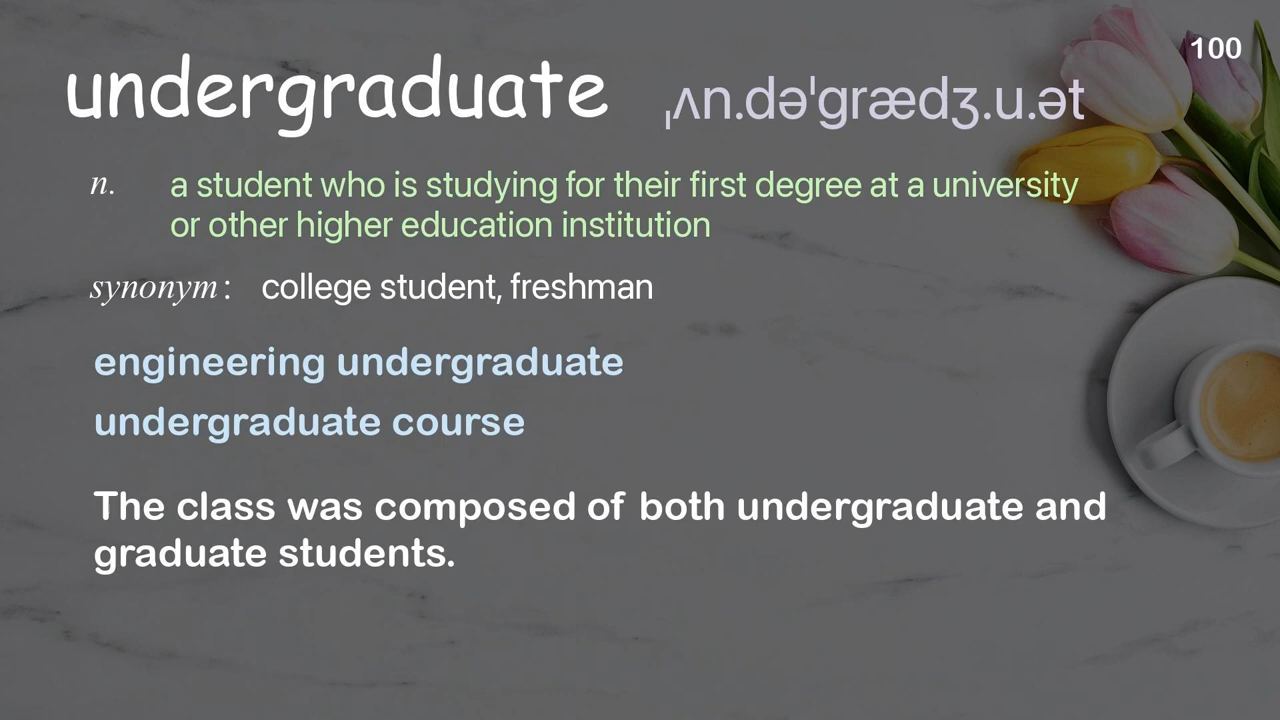 100
undergraduate ˌʌn.dəˈgrædʒ.u.ət
n. a student who is studying for their first degree at a university
or other higher education institution
synonym : college student, freshman
engineering undergraduate
undergraduate course
The class was composed of both undergraduate and
graduate students.